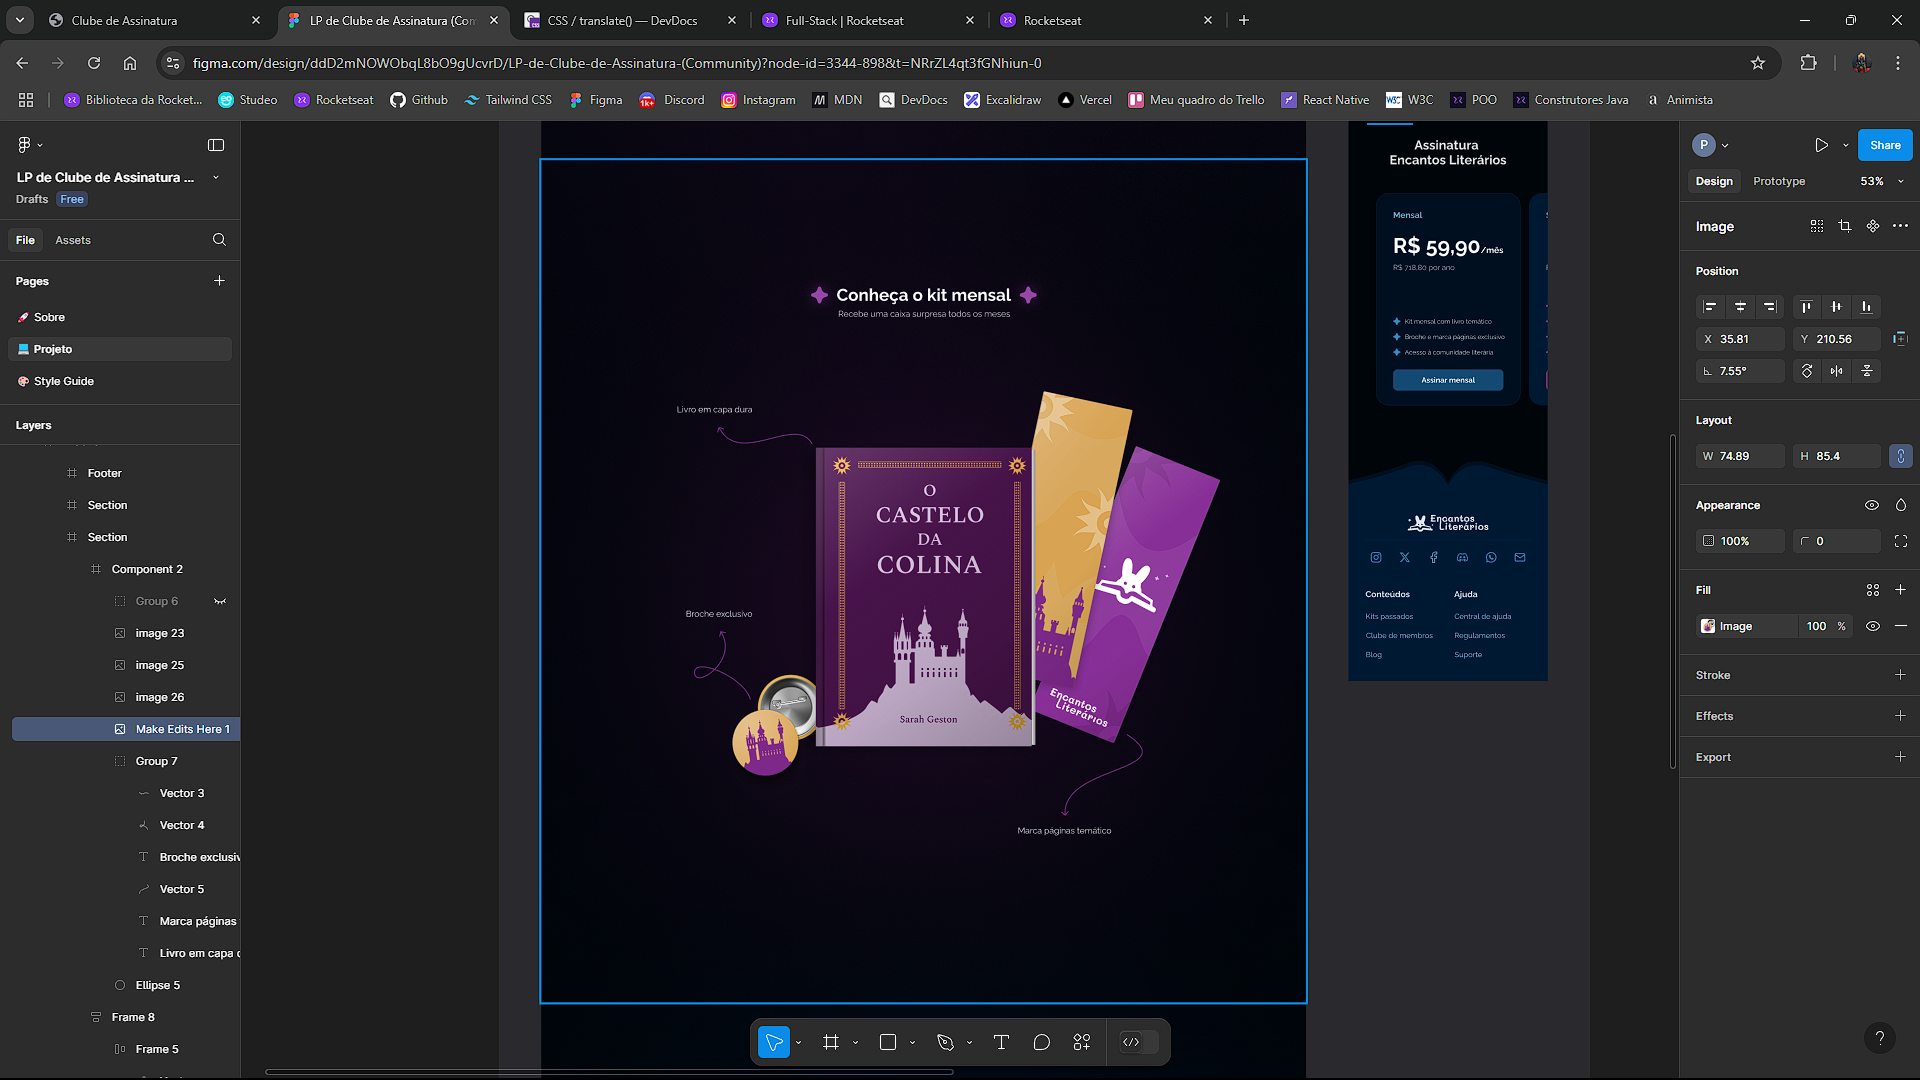 Clube de Assinatura
LP de Clube de Assinatura (Com
CSS / translate() — DevDocs
Full-Stack | Rocketseat
Rocketseat
figma.com/design/ddD2mNOWObqL8bO9gUcvrD/LP-de-Clube-de-Assinatura-(Community)?node-id=3344-898&t=NRrZL4qt3fGNhiun-0
Biblioteca da Rocket...
Studeo
Rocketseat
Github
Tailwind CSS
Figma
Discord
Instagram
MDN
DevDocs
Excalidraw
Vercel
Meu quadro do Trello
React Native
W3C
POO
Construtores Java
Animista
LP de Clube de Assinatura ...
Drafts Free
File Assets
Pages
Sobre
Projeto
Style Guide
Layers
Footer
Section
Section
Component 2
Group 6
image 23
image 25
image 26
Make Edits Here 1
Group 7
Vector 3
Vector 4
Broche exclusiv
Vector 5
Marca páginas
Livro em capa
Ellipse 5
Frame 8
Frame 5
Conheça o kit mensal
Recebe uma caixa surpresa todos os meses
Livro em capa dura
O
CASTELO
DA
COLINA
Sarah Geston
Broche exclusivo
Encantos
Literários
Marca páginas temático
Assinatura
Encantos Literários
Mensal
R$ 59,90/mês
R$ 718,80 por ano
Kit mensal com livro temático
Broche e marca páginas exclusivo
Acesso à comunidade literária
Assinar mensal
Encantos
Literários
Conteúdos Ajuda
Kits passados Central de ajuda
Clube de membros Regulamentos
Blog Suporte
P
Share
Design Prototype 53%
Image
Position
X 35.81 Y 210.56
7.55°
Layout
W 74.89 H 85.4
Appearance
100% 0
Fill
Image 100 %
Stroke
Effects
Export
?